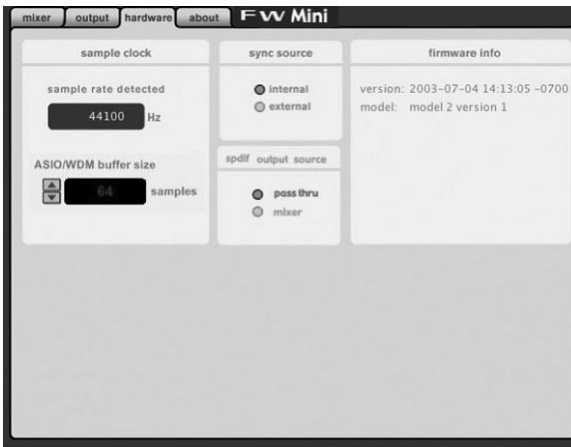 mixer output hardware about FW Mini
sample clock
sample rate detected
44100 Hz
ASIO/WDM buffer size
64 samples
sync source
internal
external
spdif output source
pass thru
mixer
firmware info
version: 2003-07-04 14:13:05 -0700
model: model 2 version 1